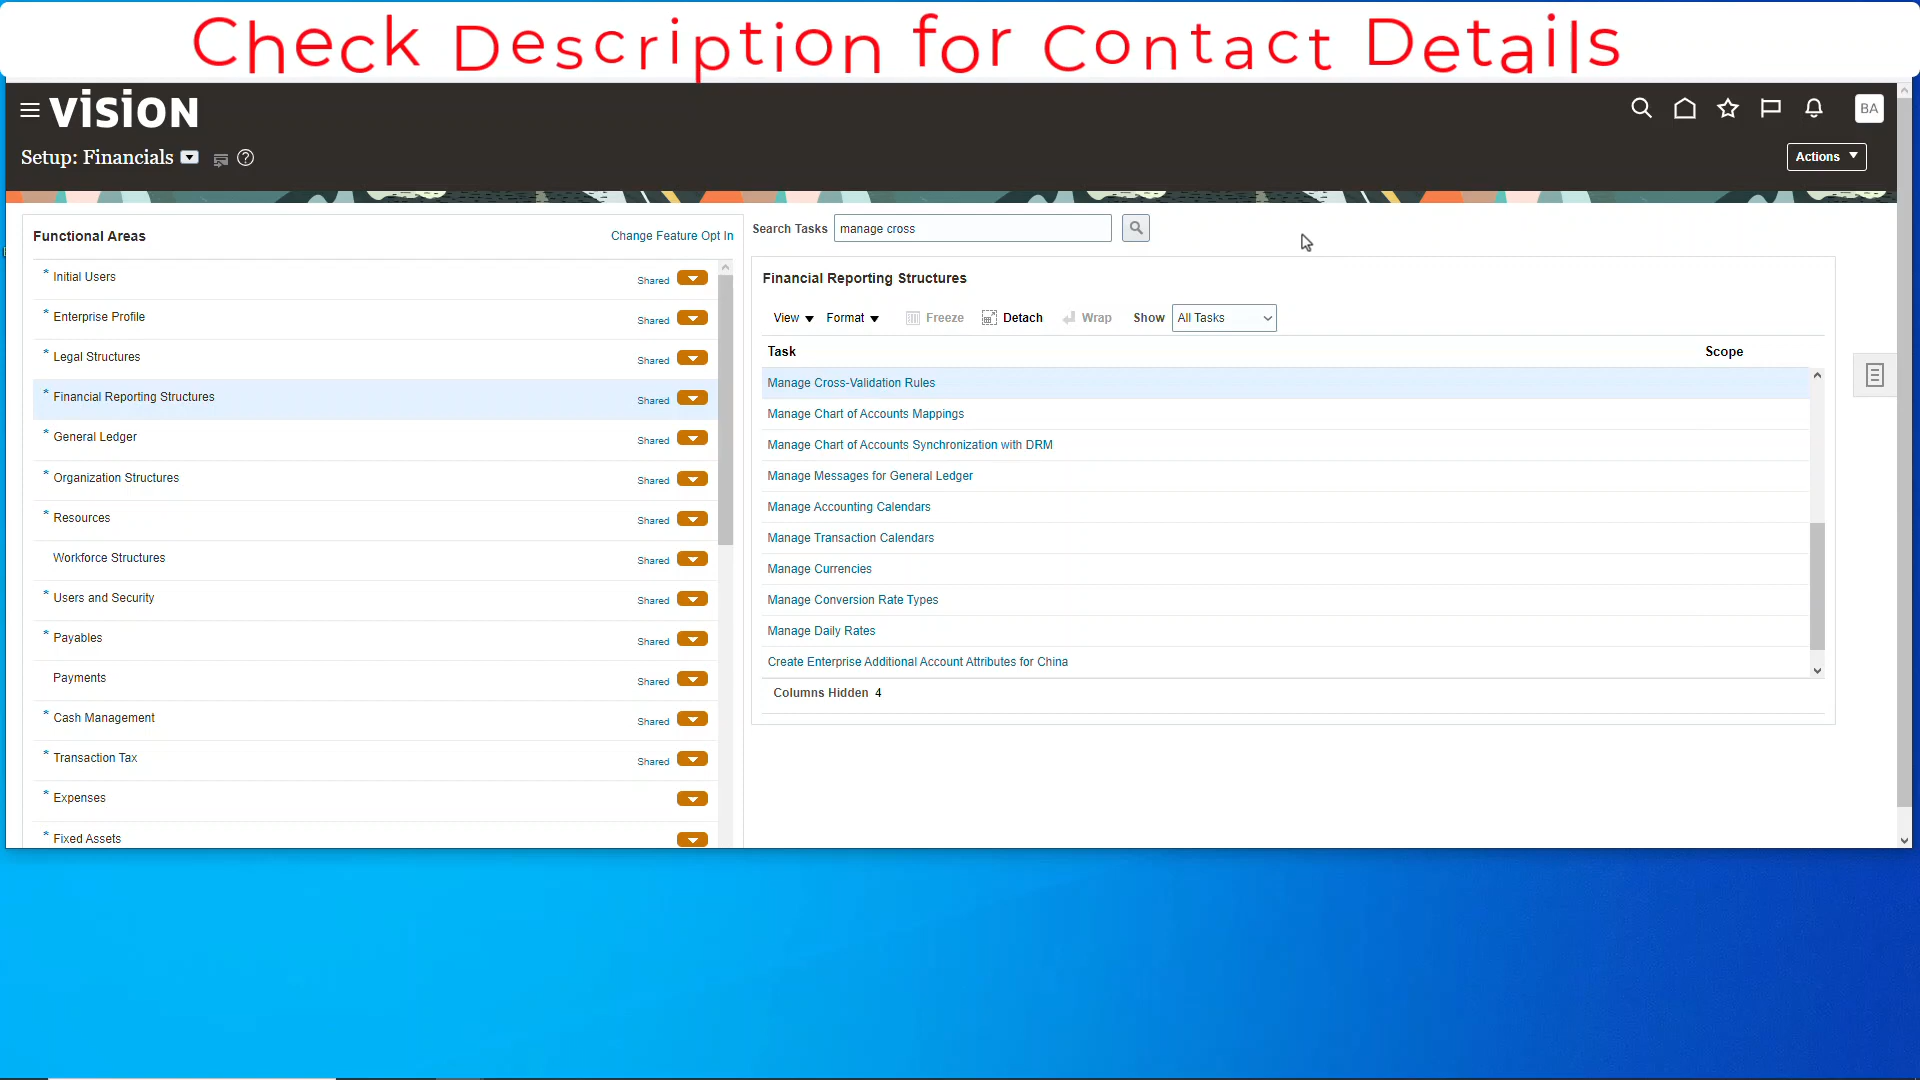 Check Description for Contact Details
VISION
BA
Setup: Financials
Actions
Functional Areas
Change Feature Opt In
* Initial Users Shared
* Enterprise Profile Shared
* Legal Structures Shared
* Financial Reporting Structures Shared
* General Ledger Shared
* Organization Structures Shared
* Resources Shared
Workforce Structures Shared
* Users and Security Shared
* Payables Shared
Payments Shared
* Cash Management Shared
* Transaction Tax Shared
* Expenses
* Fixed Assets
Search Tasks manage cross
Financial Reporting Structures
View Format Freeze Detach Wrap Show All Tasks
Task Scope
Manage Cross-Validation Rules
Manage Chart of Accounts Mappings
Manage Chart of Accounts Synchronization with DRM
Manage Messages for General Ledger
Manage Accounting Calendars
Manage Transaction Calendars
Manage Currencies
Manage Conversion Rate Types
Manage Daily Rates
Create Enterprise Additional Account Attributes for China
Columns Hidden 4